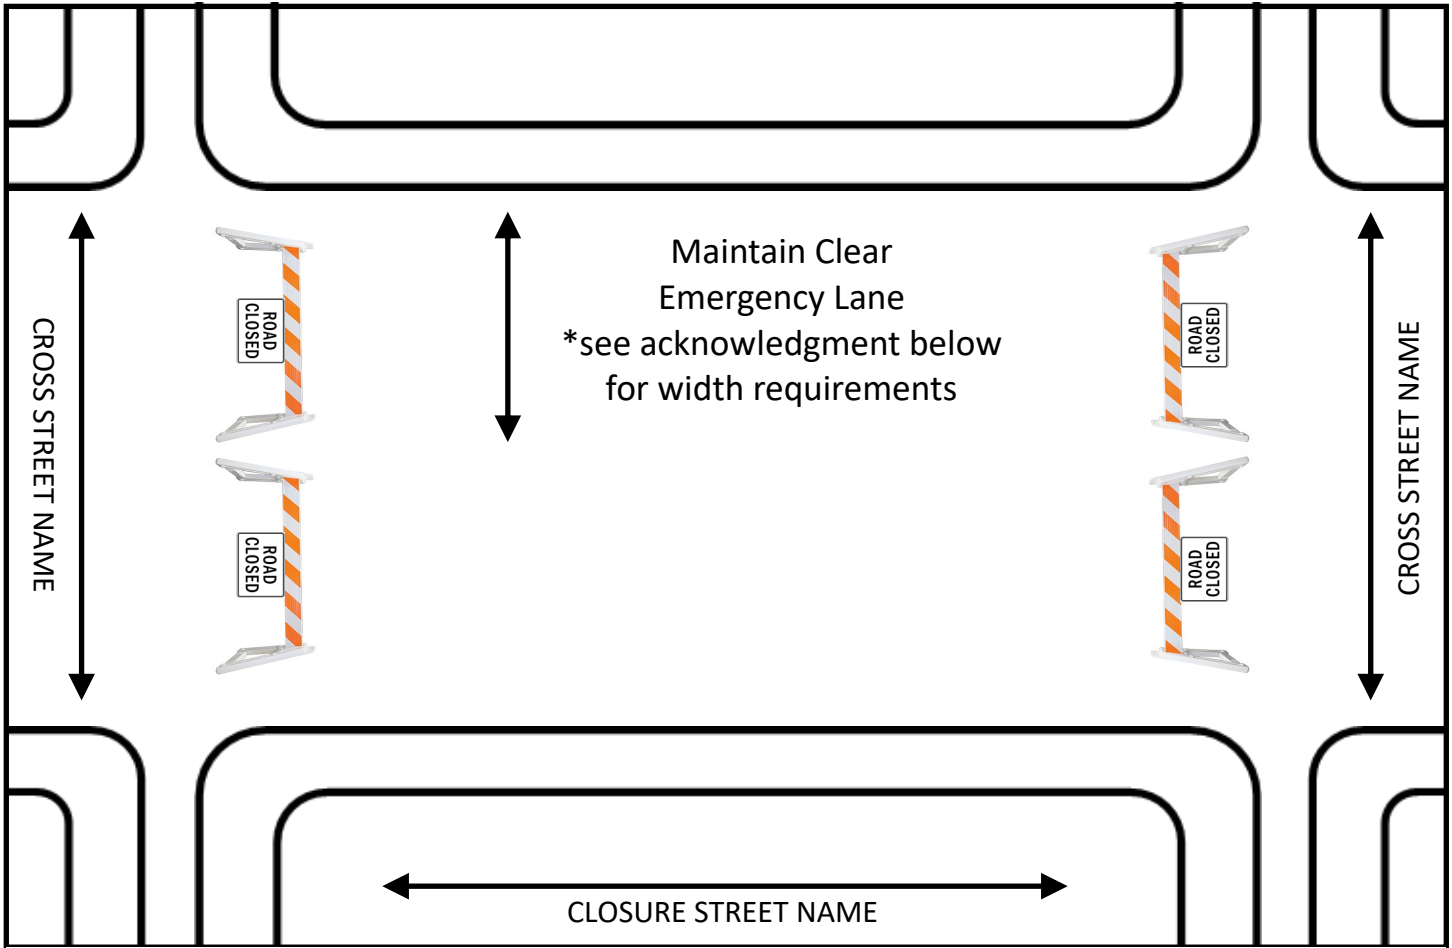 Maintain Clear
Emergency Lane
*see acknowledgment below
for width requirements
CROSS STREET NAME
ROAD
CLOSED
ROAD
CLOSED
ROAD
CLOSED
ROAD
CLOSED
CROSS STREET NAME
CLOSURE STREET NAME